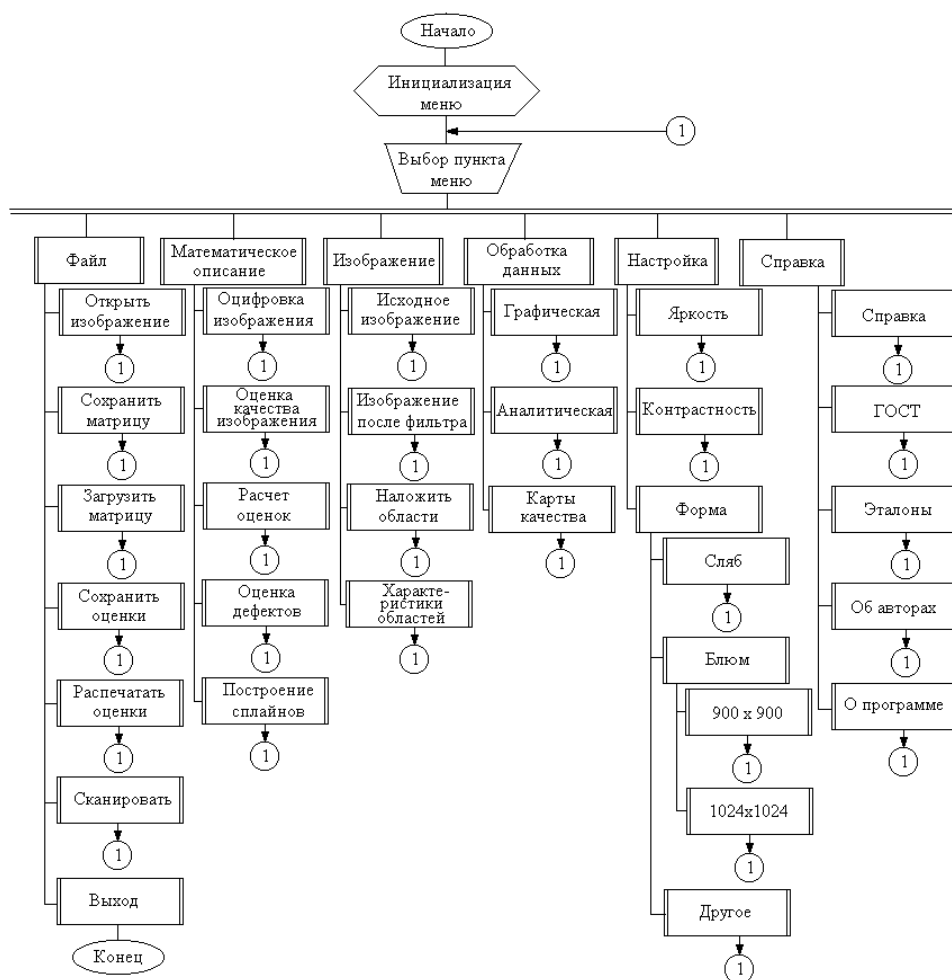 Начало
Инициализация
меню
1
Выбор пункта
меню
Файл
Открыть
изображение
1
Сохранить
матрицу
1
Загрузить
матрицу
1
Сохранить
оценки
1
Распечатать
оценки
1
Сканировать
1
Выход
Конец
Математическое
описание
Оцифровка
изображения
1
Оценка
качества
изображения
1
Расчет
оценок
1
Оценка
дефектов
1
Построение
сплайнов
1
Изображение
Исходное
изображение
1
Изображение
после фильтра
1
Наложить
области
1
Характе-
ристики
областей
1
Обработка
данных
Графическая
1
Аналитическая
1
Карты
качества
1
Настройка
Яркость
1
Контрастность
1
Форма
Сляб
1
Блюм
900 x 900
1
1024x1024
1
Другое
1
Справка
Справка
1
ГОСТ
1
Эталоны
1
Об авторах
1
О программе
1